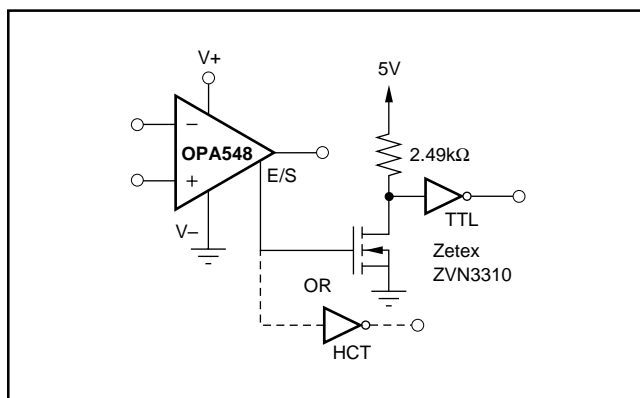 V+
5V
−
OPA548
2.49kΩ
E/S
+
TTL
V−
Zetex
ZVN3310
OR
HCT